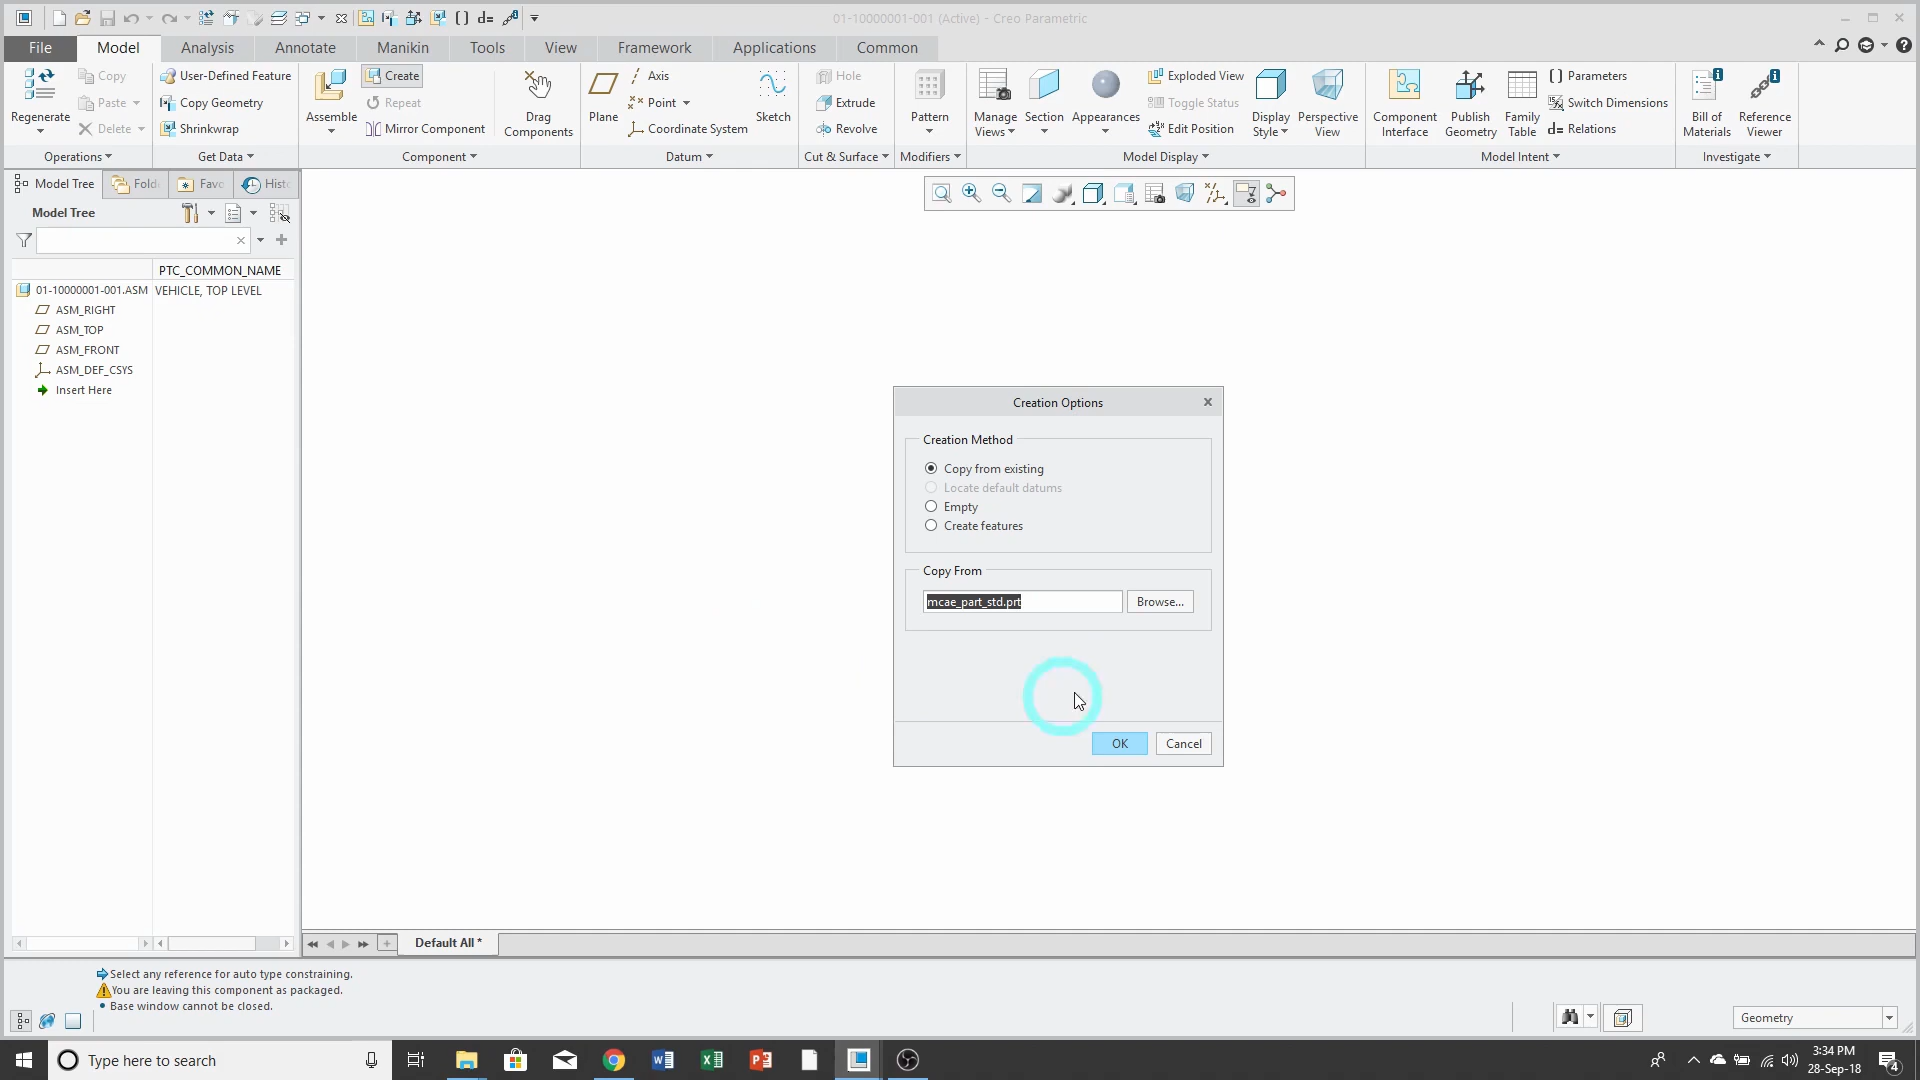 01-10000001-001 (Active) - Creo Parametric
File Model Analysis Annotate Manikin Tools View Framework Applications Common
Regenerate
Copy
Paste
Delete
Operations
User-Defined Feature
Copy Geometry
Shrinkwrap
Get Data
Assemble
Create
Repeat
Mirror Component
Drag
Components
Component
Plane
Axis
Point
Coordinate System
Sketch
Datum
Hole
Extrude
Revolve
Cut & Surface
Pattern
Modifiers
Manage
Views
Section
Appearances
Exploded View
Toggle Status
Edit Position
Display
Style
Perspective
View
Model Display
Component
Interface
Publish
Geometry
Family
Table
Parameters
Switch Dimensions
d= Relations
Model Intent
Bill of
Materials
Reference
Viewer
Investigate
Model Tree Fold Favo Histo
Model Tree
PTC_COMMON_NAME
01-10000001-001.ASM VEHICLE, TOP LEVEL
ASM_RIGHT
ASM_TOP
ASM_FRONT
ASM_DEF_CSYS
Insert Here
Creation Options
Creation Method
Copy from existing
Locate default datums
Empty
Create features
Copy From
mcae_part_std.prt Browse...
OK Cancel
Default All *
Select any reference for auto type constraining.
You are leaving this component as packaged.
Base window cannot be closed.
Geometry
Type here to search
3:34 PM
28-Sep-18
4